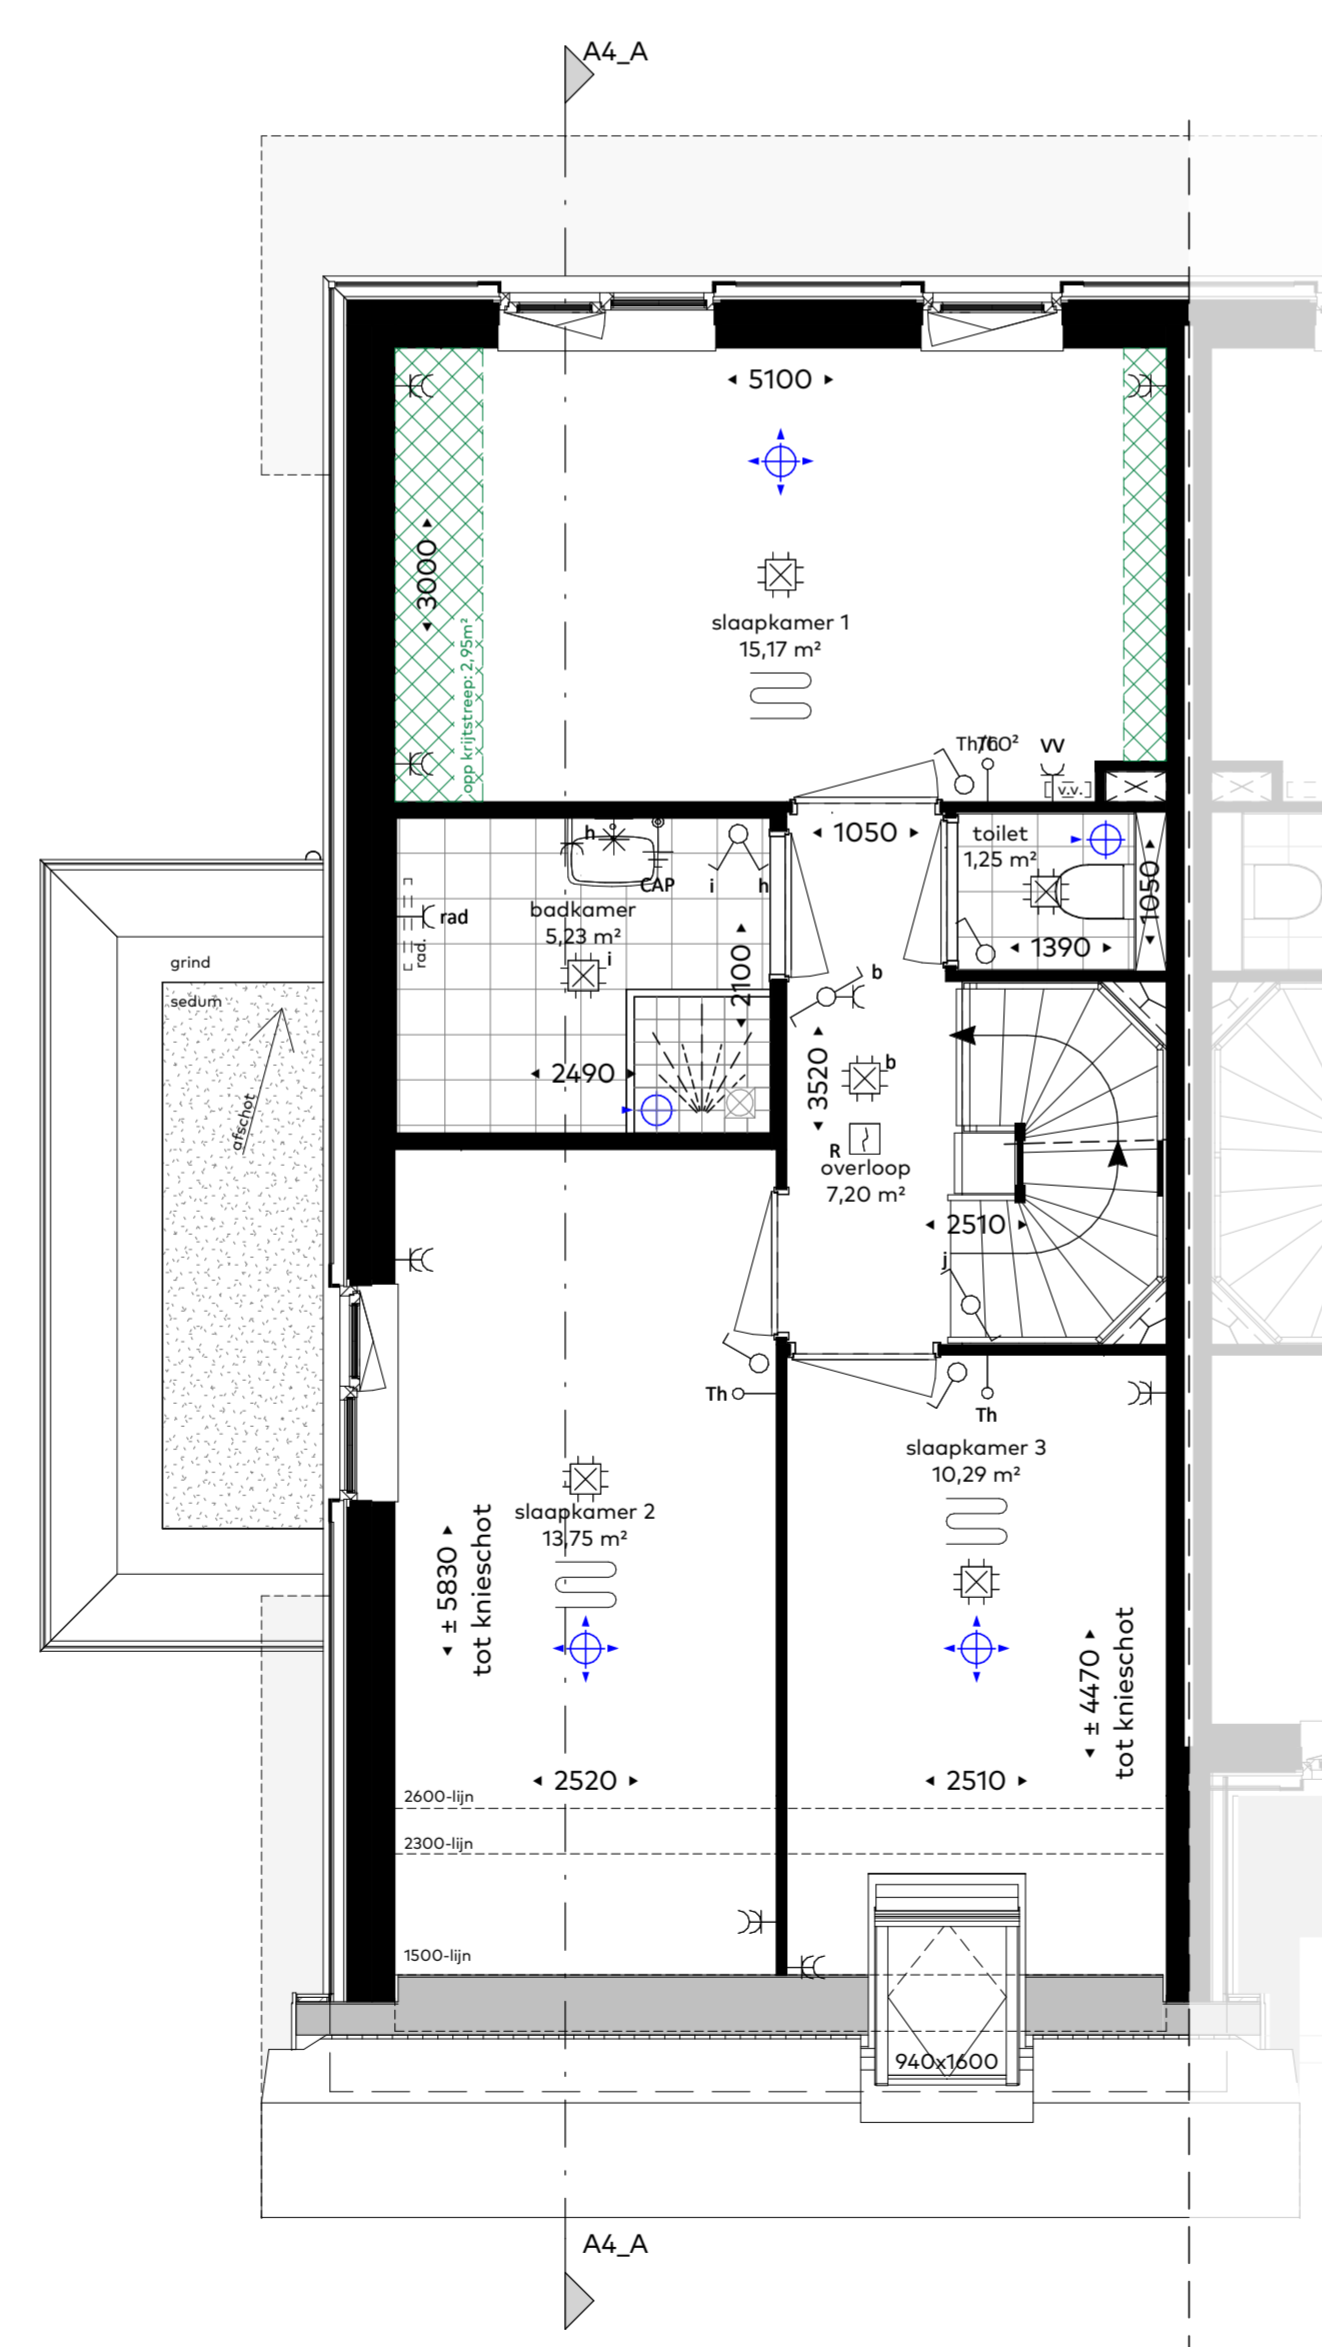 A4_A
5100
3000
opp krijtstreep: 2,95m²
slaapkamer 1
15,17 m²
VV
v.v.
1050
toilet
1,25 m²
1050
1390
h
CAP
i
h
badkamer
5,23 m²
i
rad
rad.
2100
2490
b
3520
b
R
overloop
7,20 m²
2510
j
grind
sedum
afschot
Th
Th
slaapkamer 3
10,29 m²
slaapkamer 2
13,75 m²
± 5830
tot knieschot
± 4470
tot knieschot
2520
2510
2600-lijn
2300-lijn
1500-lijn
940x1600
A4_A